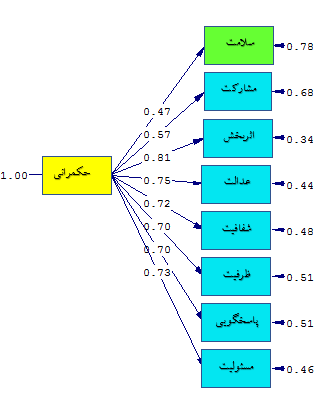 سلامت
0.78
0.47
مشارکت
0.68
0.57
اثربخش
0.34
0.81
1.00
حکمرانی
عدالت
0.44
0.75
شفافیت
0.48
0.72
ظرفیت
0.51
0.70
پاسخگویی
0.51
0.70
مسئولیت
0.46
0.73